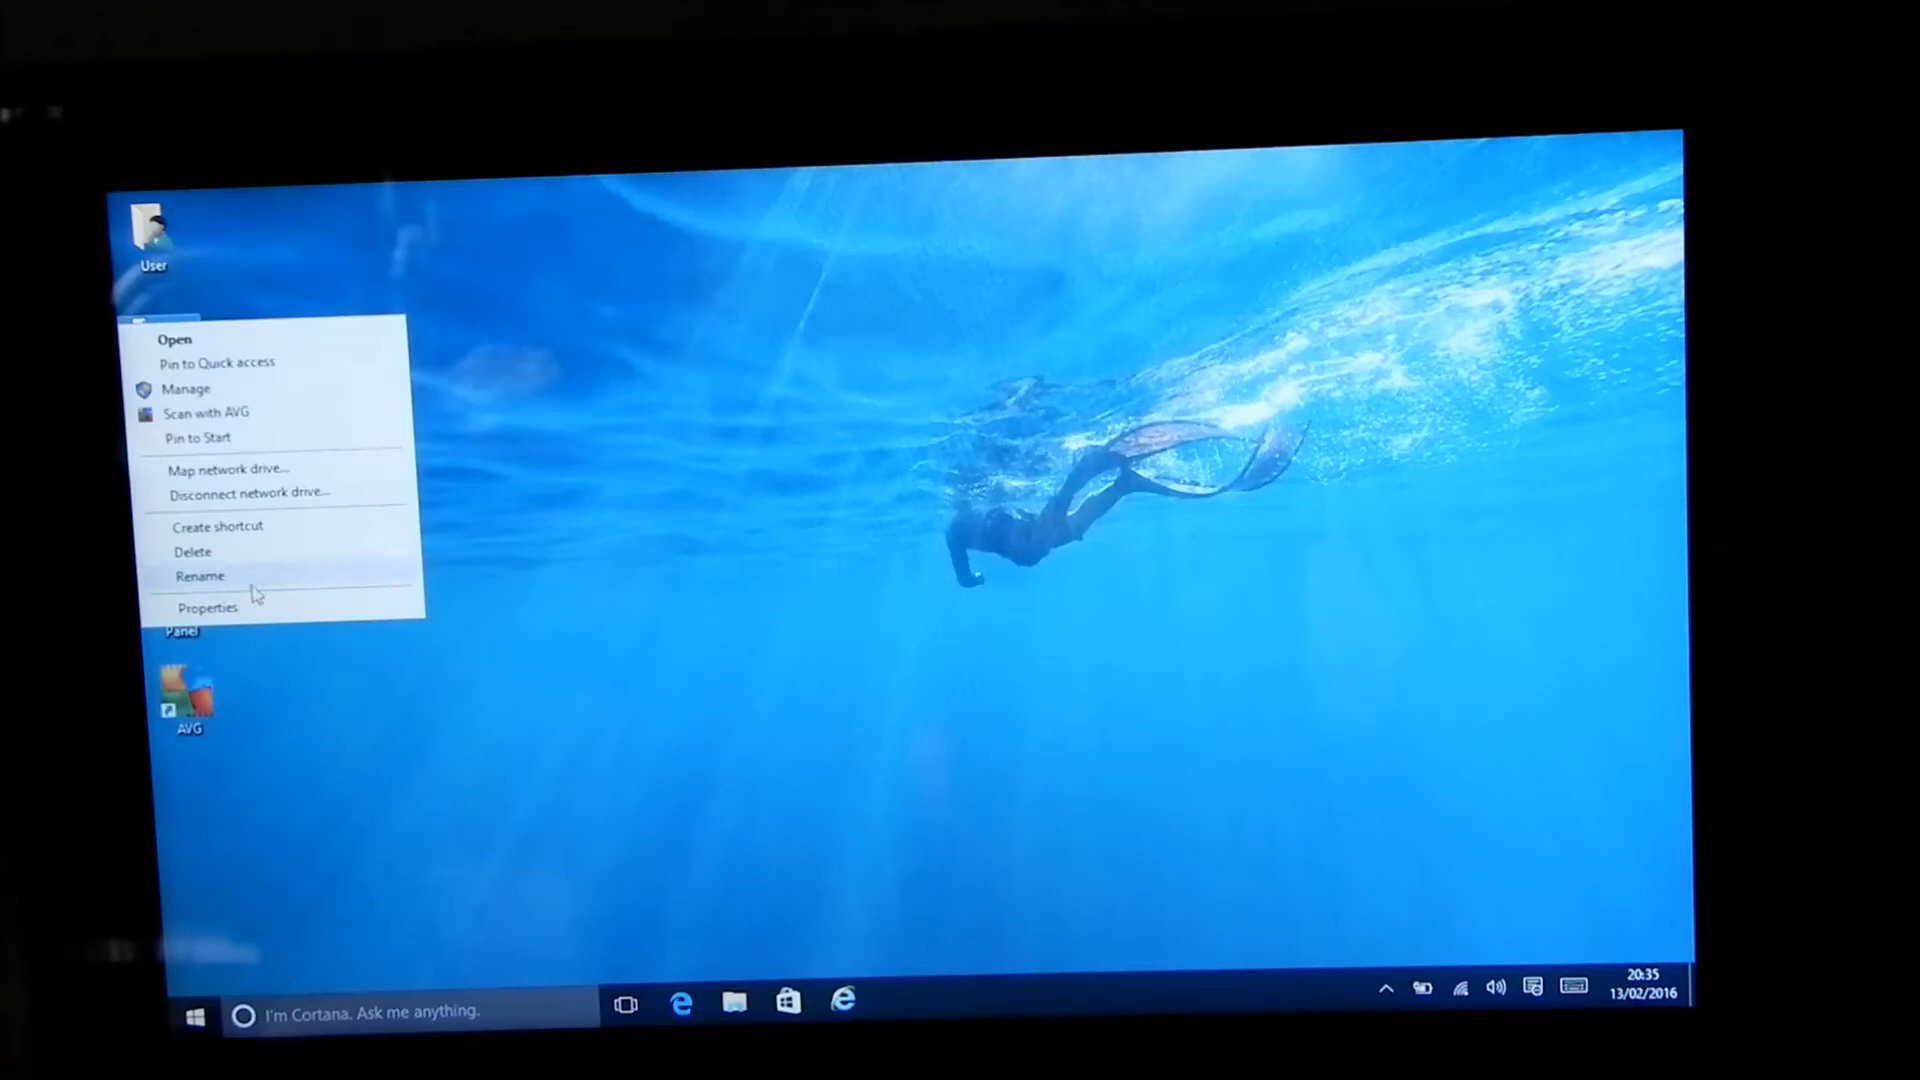 User
Open
Pin to Quick access
Manage
Scan with AVG
Pin to Start
Map network drive...
Disconnect network drive...
Create shortcut
Delete
Rename
Properties
Panel
AVG
I'm Cortana. Ask me anything.
20:35
13/02/2016